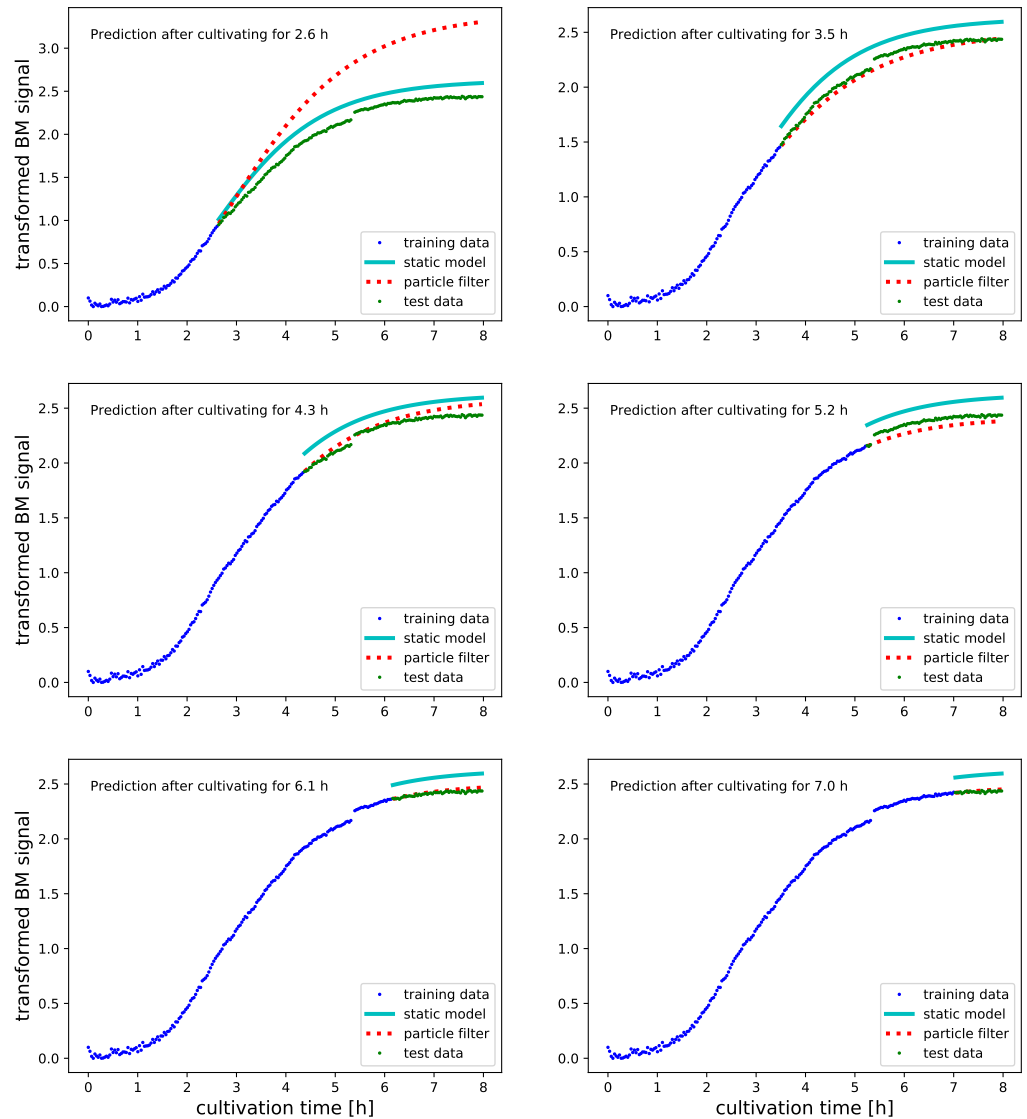 Prediction after cultivating for 2.6 h
transformed BM signal
3.0
2.5
2.0
1.5
1.0
0.5
0.0
training data
static model
particle filter
test data
0 1 2 3 4 5 6 7 8
Prediction after cultivating for 3.5 h
2.5
2.0
1.5
1.0
0.5
0.0
training data
static model
particle filter
test data
0 1 2 3 4 5 6 7 8
Prediction after cultivating for 4.3 h
transformed BM signal
2.5
2.0
1.5
1.0
0.5
0.0
training data
static model
particle filter
test data
0 1 2 3 4 5 6 7 8
Prediction after cultivating for 5.2 h
2.5
2.0
1.5
1.0
0.5
0.0
training data
static model
particle filter
test data
0 1 2 3 4 5 6 7 8
Prediction after cultivating for 6.1 h
transformed BM signal
2.5
2.0
1.5
1.0
0.5
0.0
training data
static model
particle filter
test data
0 1 2 3 4 5 6 7 8
cultivation time [h]
Prediction after cultivating for 7.0 h
2.5
2.0
1.5
1.0
0.5
0.0
training data
static model
particle filter
test data
0 1 2 3 4 5 6 7 8
cultivation time [h]